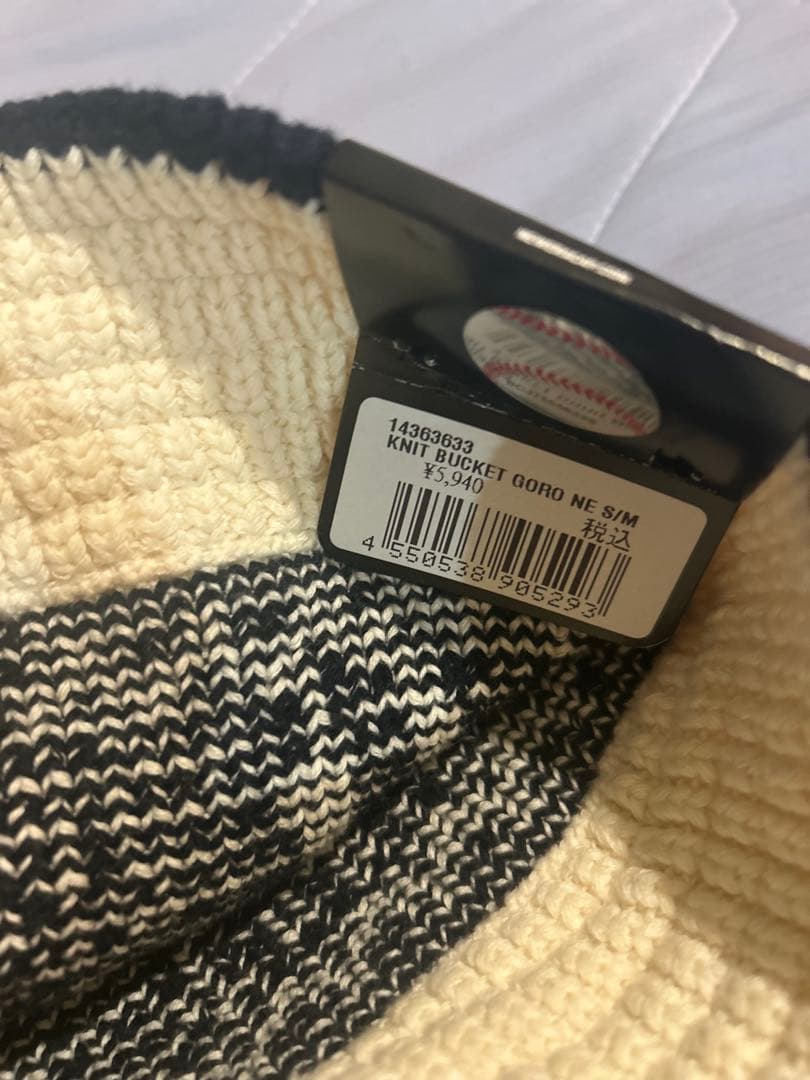 14363633
KNIT BUCKET GORO NE S/M
¥5,940
税込
4 550538 905293